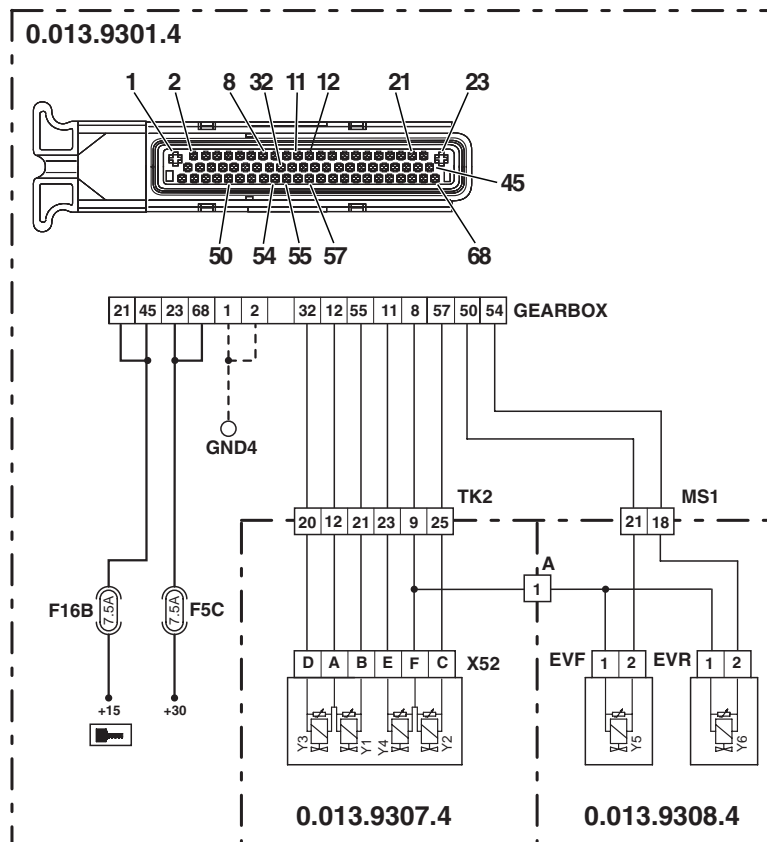 0.013.9301.4
1 2 8 32 11 12 21 23
45
50 54 55 57 68
21 45 23 68 1 2 32 12 55 11 8 57 50 54 GEARBOX
GND4
TK2 MS1
20 12 21 23 9 25 21 18
A
1
F16B 7.5A 7.5A F5C
D A B E F C X52 EVF 1 2 EVR 1 2
+15 +30
Y3 Y1 Y4 Y2 Y5 Y6
0.013.9307.4 0.013.9308.4